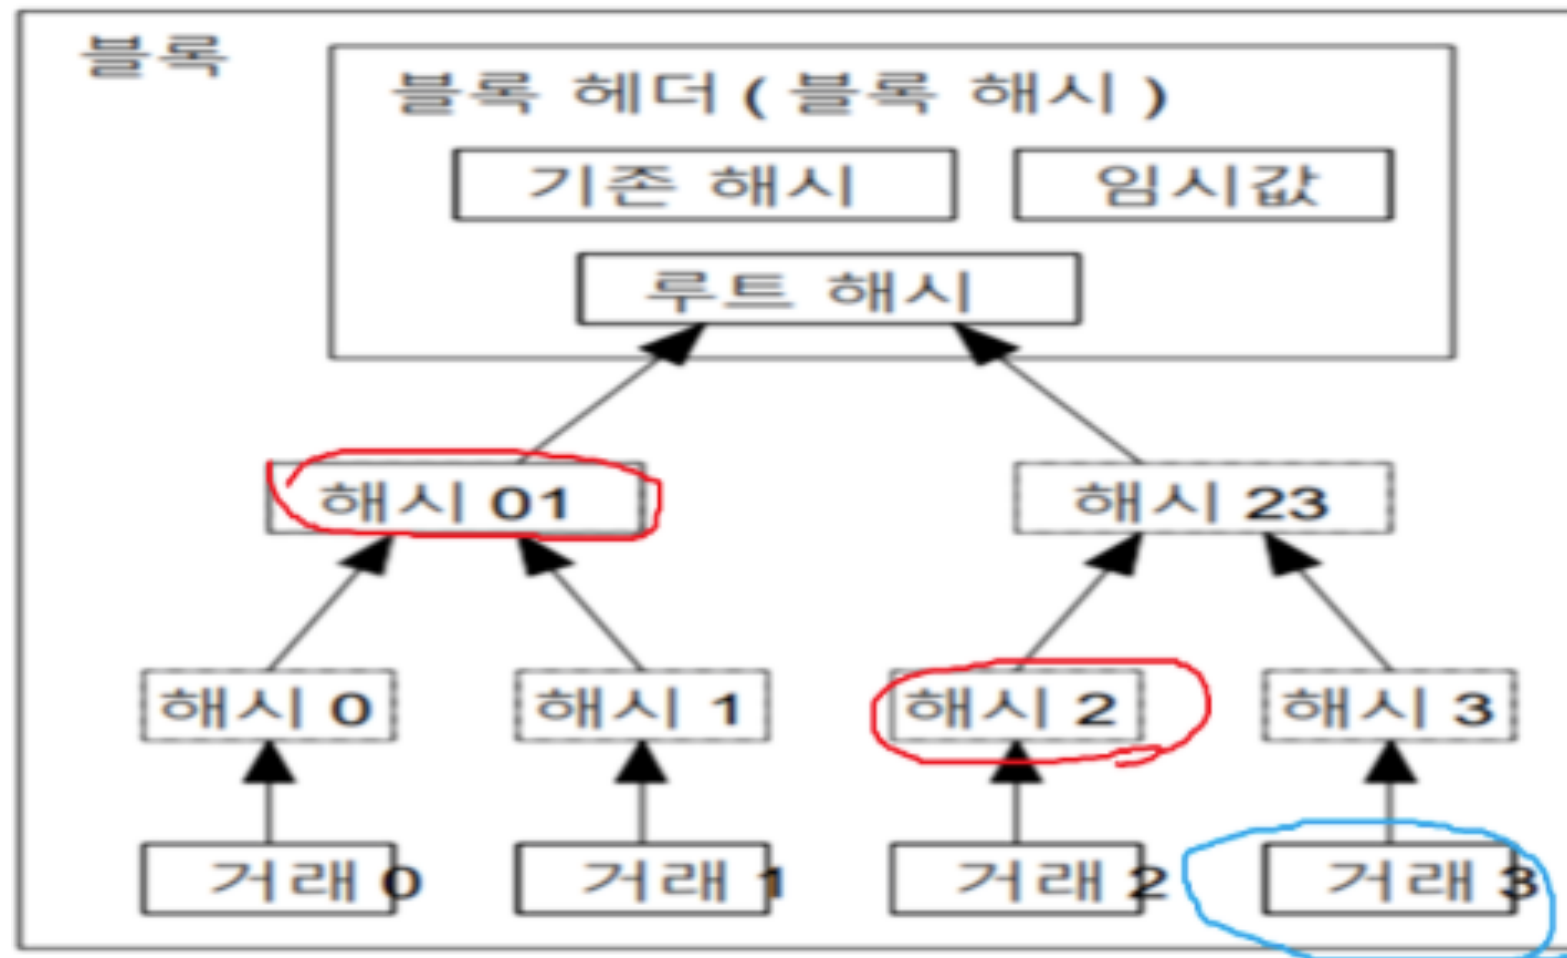 블록
블록 헤더 ( 블록 해시 )
기존 해시 임시값
루트 해시
해시 01 해시 23
해시 0 해시 1 해시 2 해시 3
거래 0 거래 1 거래 2 거래 3